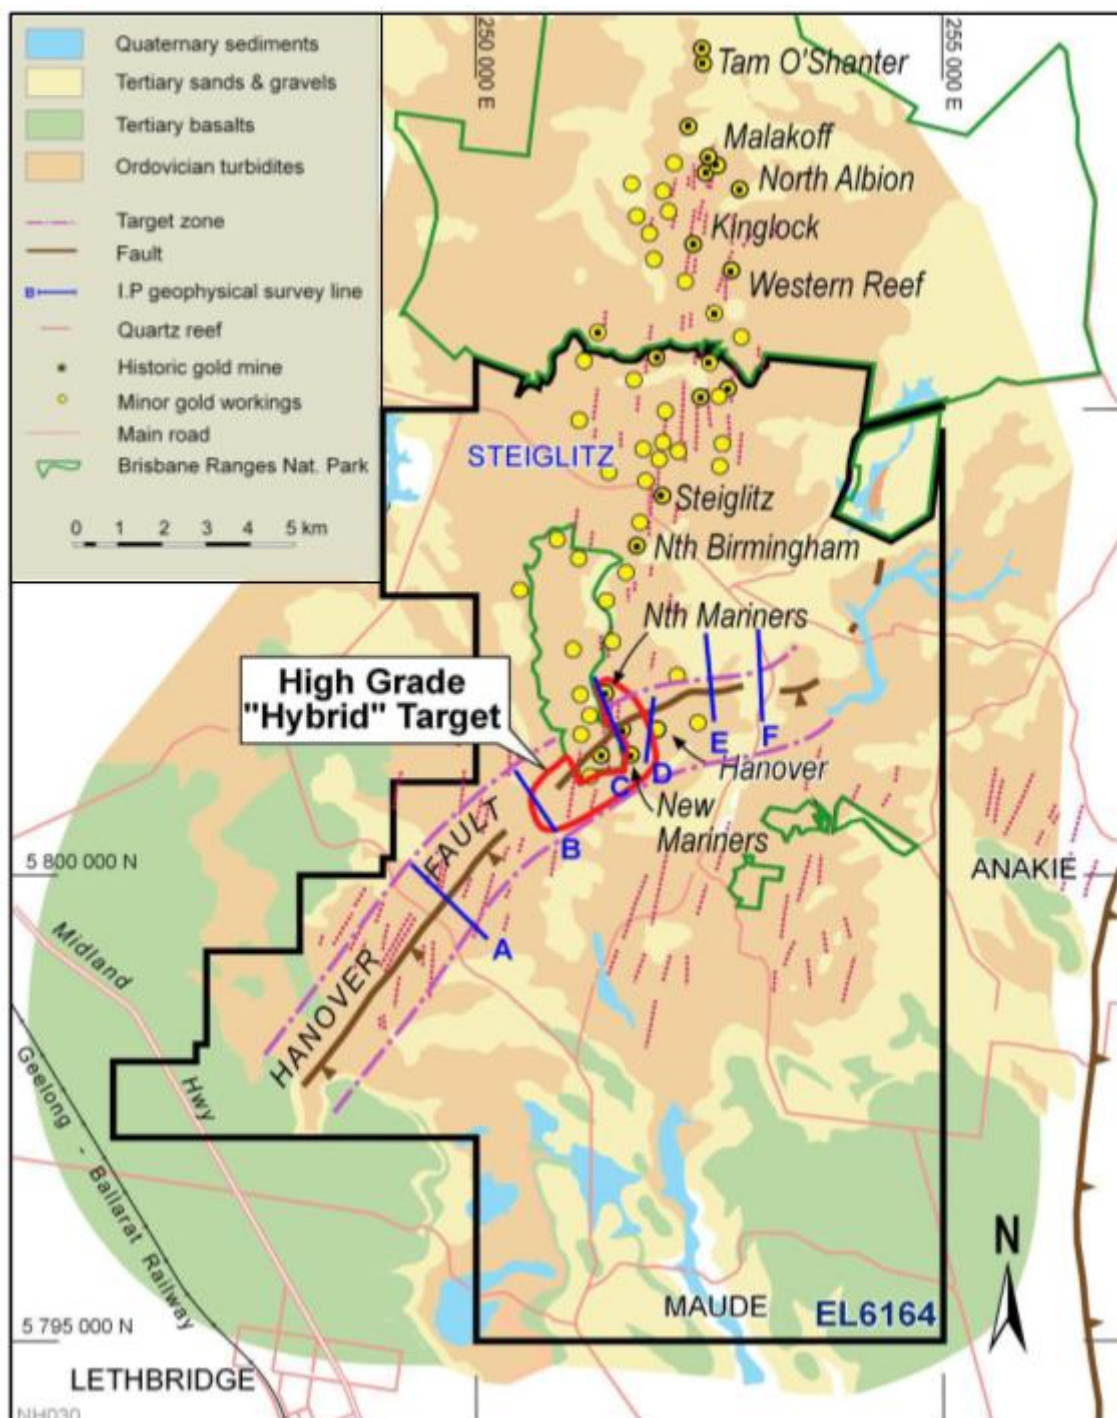 Quaternary sediments
Tertiary sands & gravels
Tertiary basalts
Ordovician turbidites
Target zone
Fault
B
I.P geophysical survey line
Quartz reef
Historic gold mine
Minor gold workings
Main road
Brisbane Ranges Nat. Park
0 1 2 3 4 5 km
250 000 E
255 000 E
Tam O'Shanter
Malakoff
North Albion
Kinglock
Western Reef
STEIGLITZ
Steiglitz
Nth Birmingham
Nth Mariners
High Grade
"Hybrid" Target
E
F
Hanover
C
D
New
Mariners
B
A
HANOVER FAULT
5 800 000 N
ANAKIE
Midland Hwy
Geelong - Ballarat Railway
MAUDE
EL6164
N
5 795 000 N
LETHBRIDGE
NH030